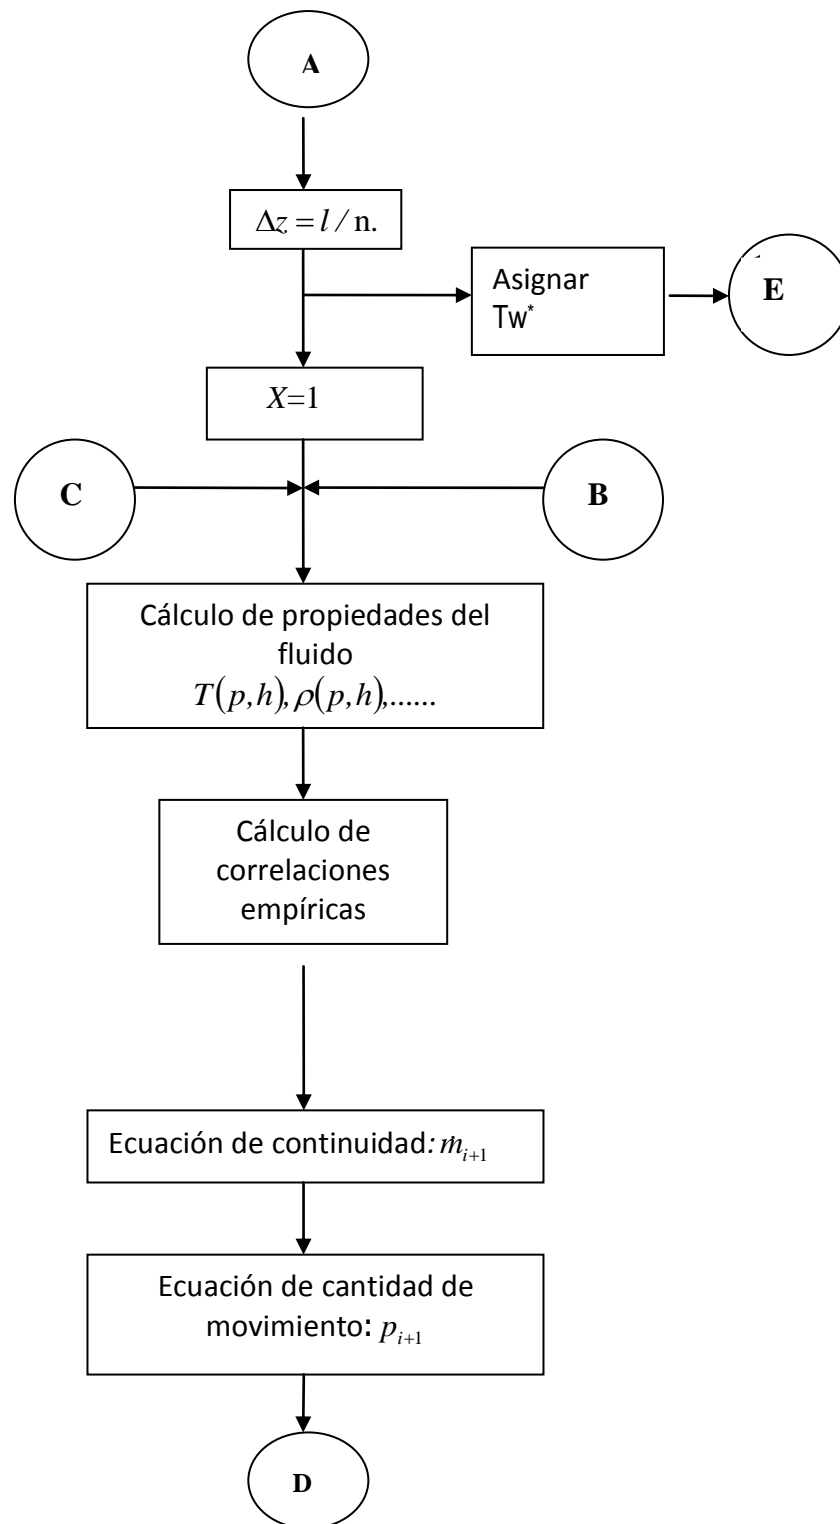 A
Δz = l / n.
Asignar
Tw*
E
X=1
C
B
Cálculo de propiedades del
fluido
T(p,h),ρ(p,h),......
Cálculo de
correlaciones
empíricas
Ecuación de continuidad: ṁᵢ₊₁
Ecuación de cantidad de
movimiento: pᵢ₊₁
D